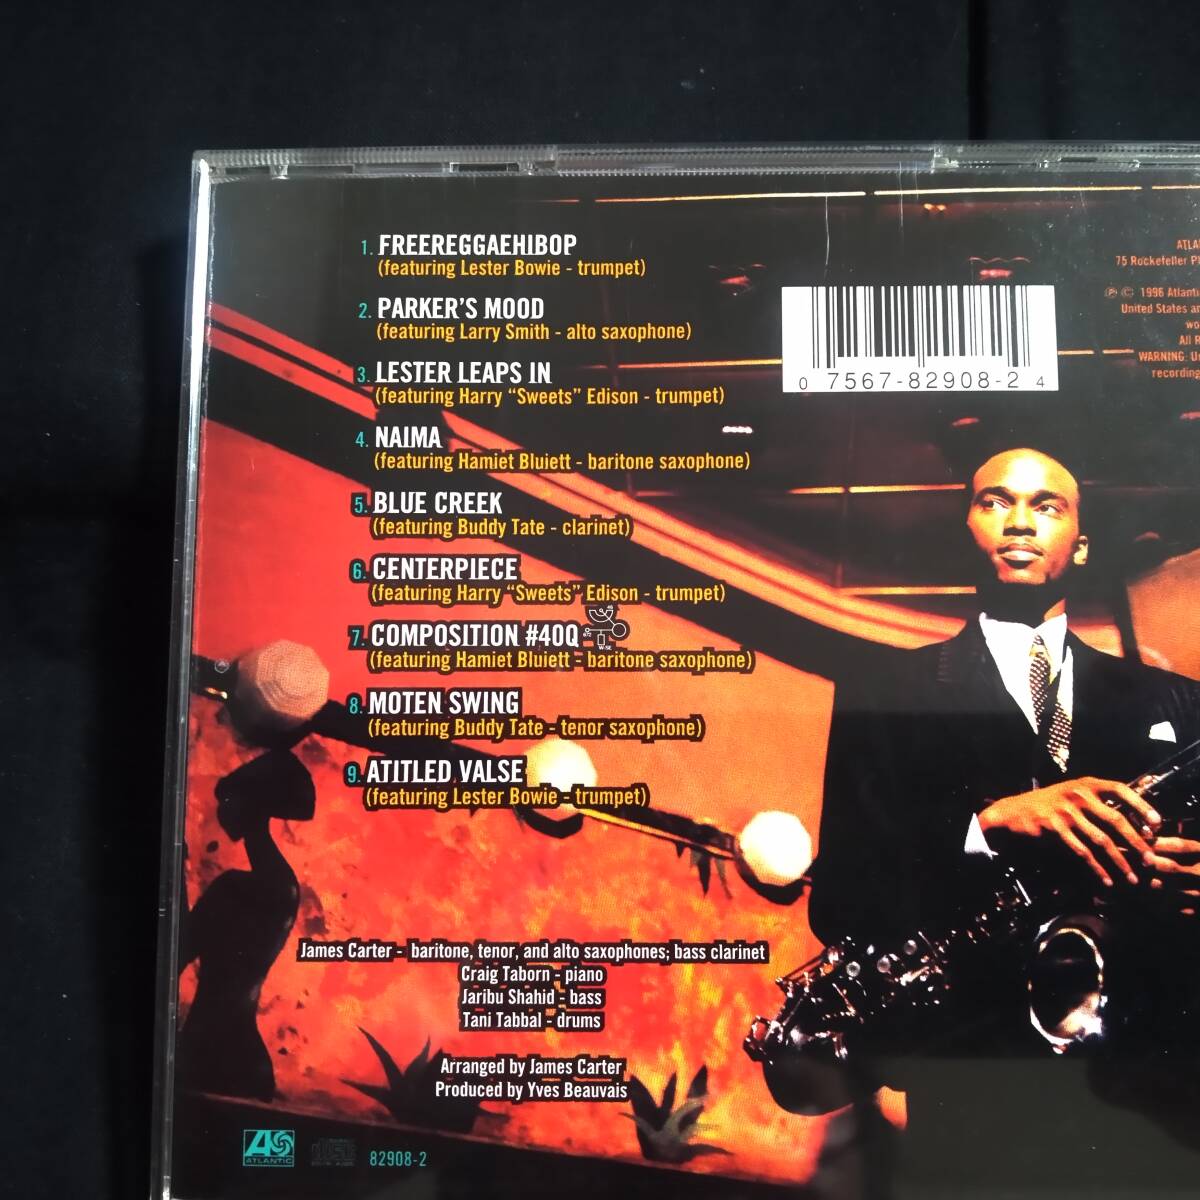 1. FREEREGGAEHIBOP
(featuring Lester Bowie - trumpet)
2. PARKER'S MOOD
(featuring Larry Smith - alto saxophone)
3. LESTER LEAPS IN
(featuring Harry "Sweets" Edison - trumpet)
4. NAIMA
(featuring Hamiet Bluiett - baritone saxophone)
5. BLUE CREEK
(featuring Buddy Tate - clarinet)
6. CENTERPIECE
(featuring Harry "Sweets" Edison - trumpet)
7. COMPOSITION #40Q
(featuring Hamiet Bluiett - baritone saxophone)
8. MOTEN SWING
(featuring Buddy Tate - tenor saxophone)
9. ATITLED VALSE
(featuring Lester Bowie - trumpet)
James Carter - baritone, tenor, and alto saxophones; bass clarinet
Craig Taborn - piano
Jaribu Shahid - bass
Tani Tabbal - drums
Arranged by James Carter
Produced by Yves Beauvais
ATLANTIC
82908-2
0 7567-82908-2 4
ATLA
75 Rockefeller Pl
℗ © 1996 Atlanti
United States an
wo
All R
WARNING: U
recording